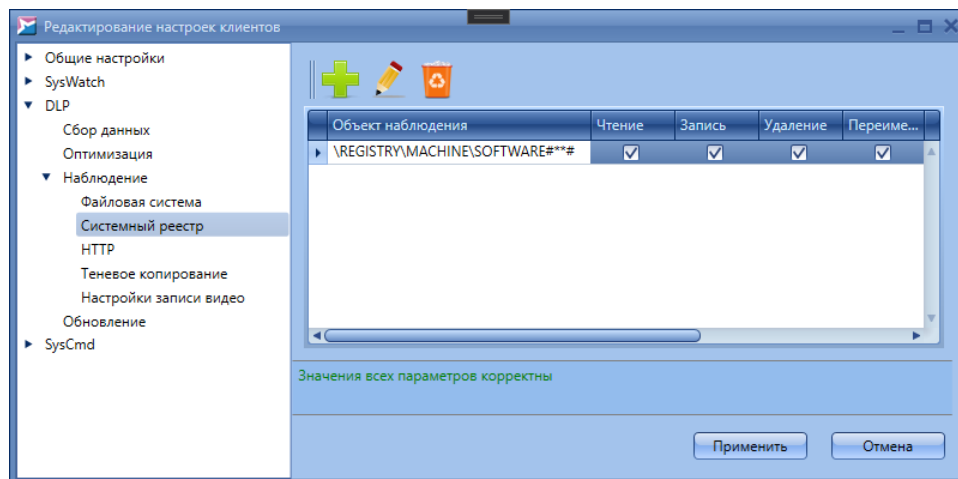 Редактирование настроек клиентов
Общие настройки
SysWatch
DLP
Сбор данных
Оптимизация
Наблюдение
Файловая система
Системный реестр
HTTP
Теневое копирование
Настройки записи видео
Обновление
SysCmd
Объект наблюдения Чтение Запись Удаление Переиме...
\REGISTRY\MACHINE\SOFTWARE#**#
Значения всех параметров корректны
Применить Отмена